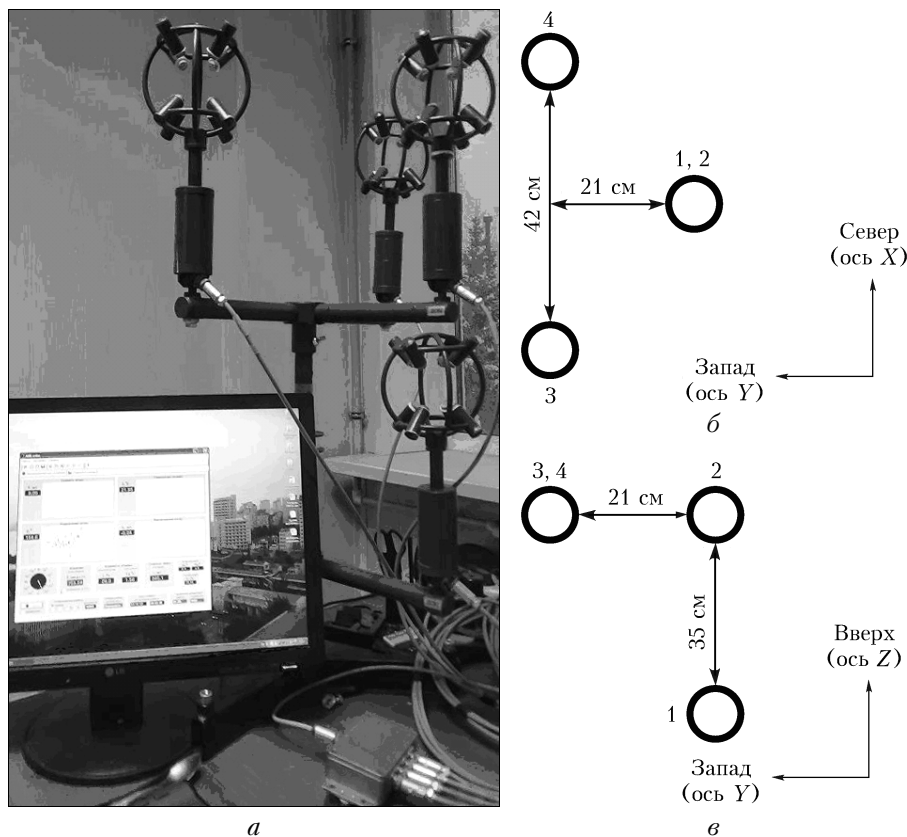 4
1, 2
21 см
42 см
Север
(ось X)
Запад
(ось Y)
3
б
3, 4
2
21 см
35 см
Вверх
(ось Z)
1
Запад
(ось Y)
LG
а
в